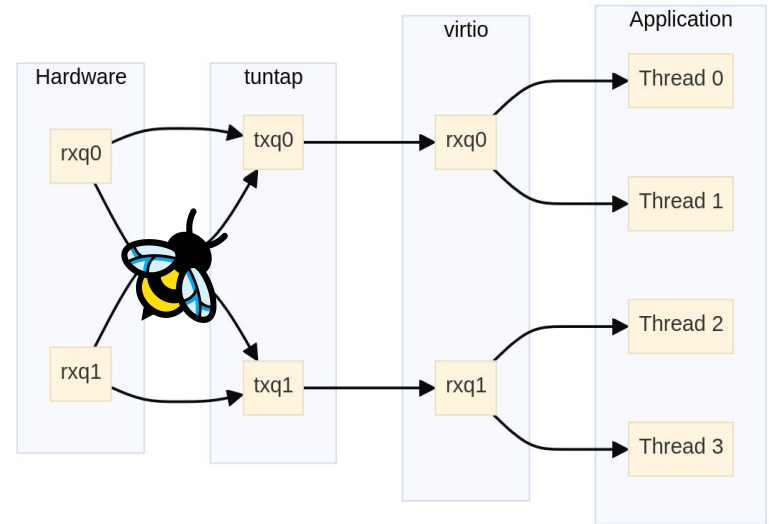 Hardware
rxq0
rxq1
tuntap
txq0
txq1
virtio
rxq0
rxq1
Application
Thread 0
Thread 1
Thread 2
Thread 3